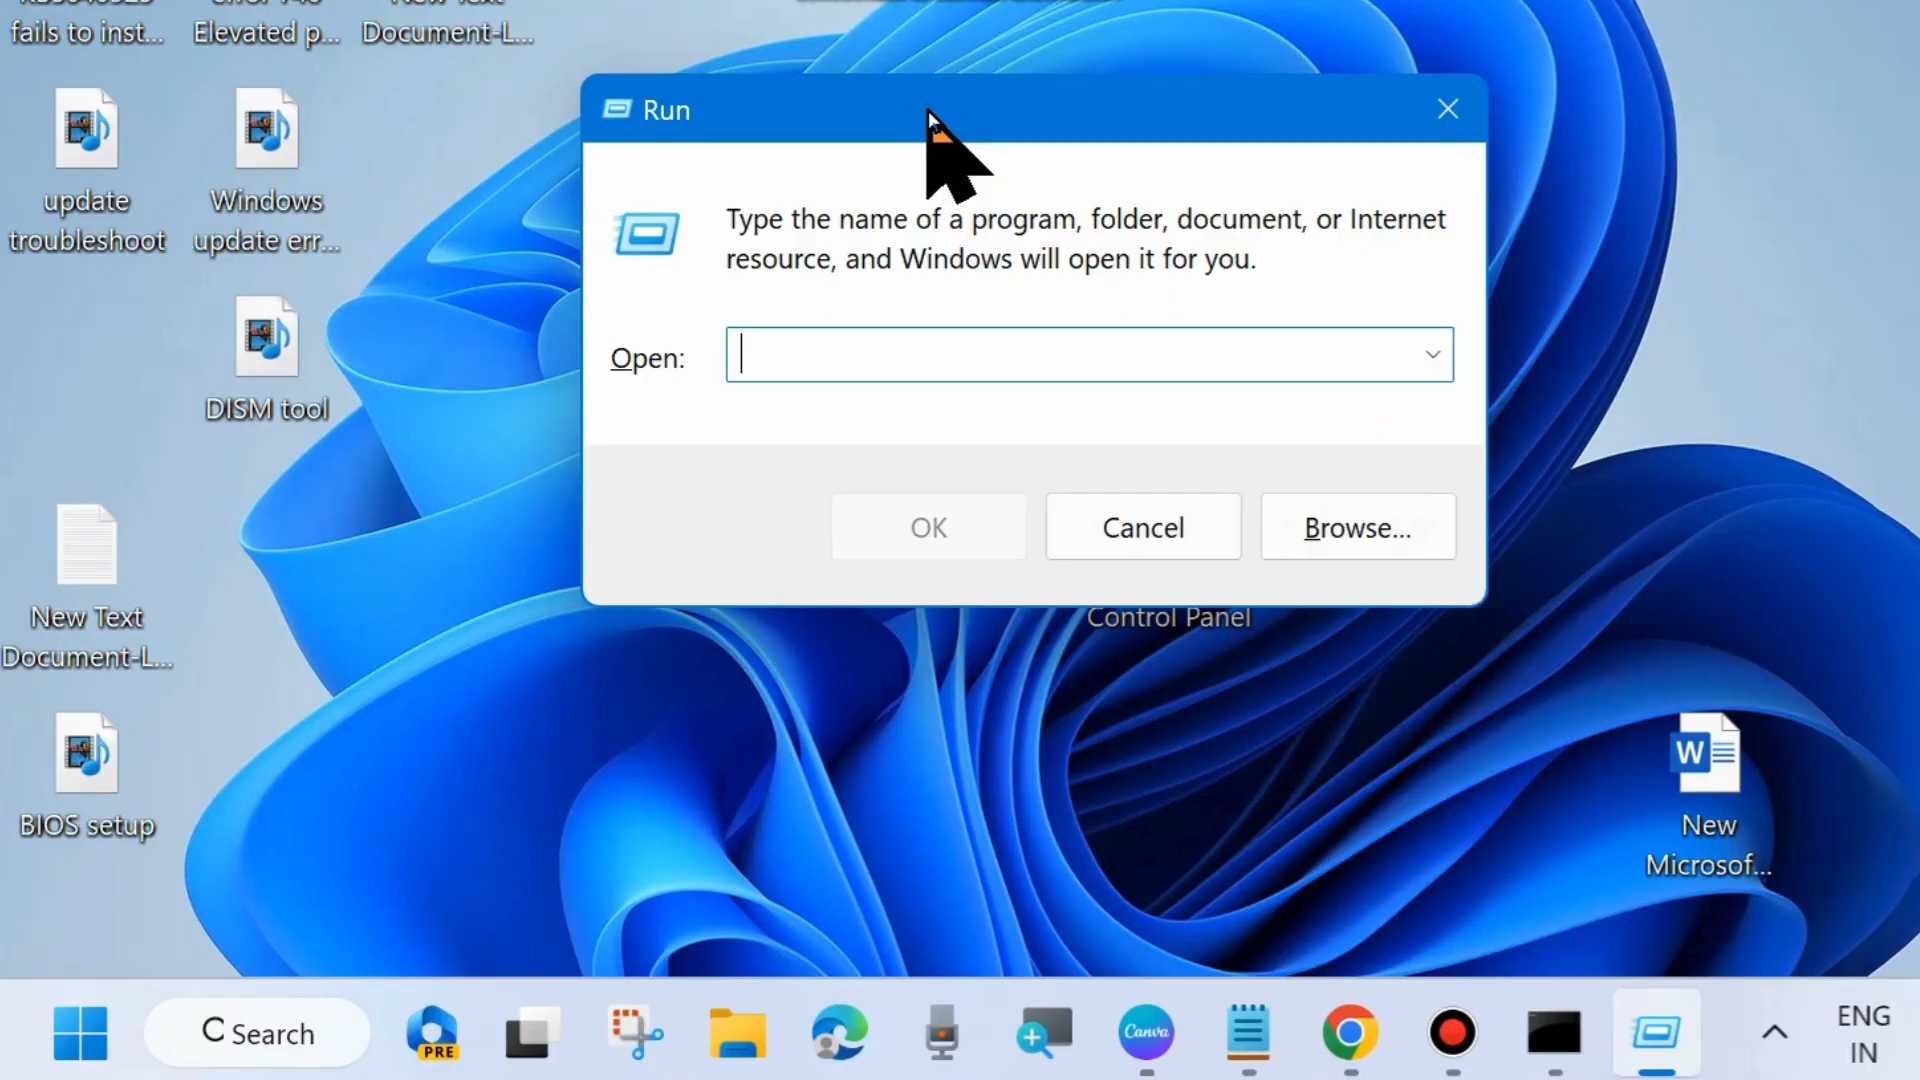 fails to inst...
Elevated p...
New Text
Document-L...
update
troubleshoot
Windows
update err...
DISM tool
New Text
Document-L...
BIOS setup
Run
Type the name of a program, folder, document, or Internet
resource, and Windows will open it for you.
Open:
OK
Cancel
Browse...
Control Panel
W
New
Microsof...
Search
PRE
Canva
ENG
IN